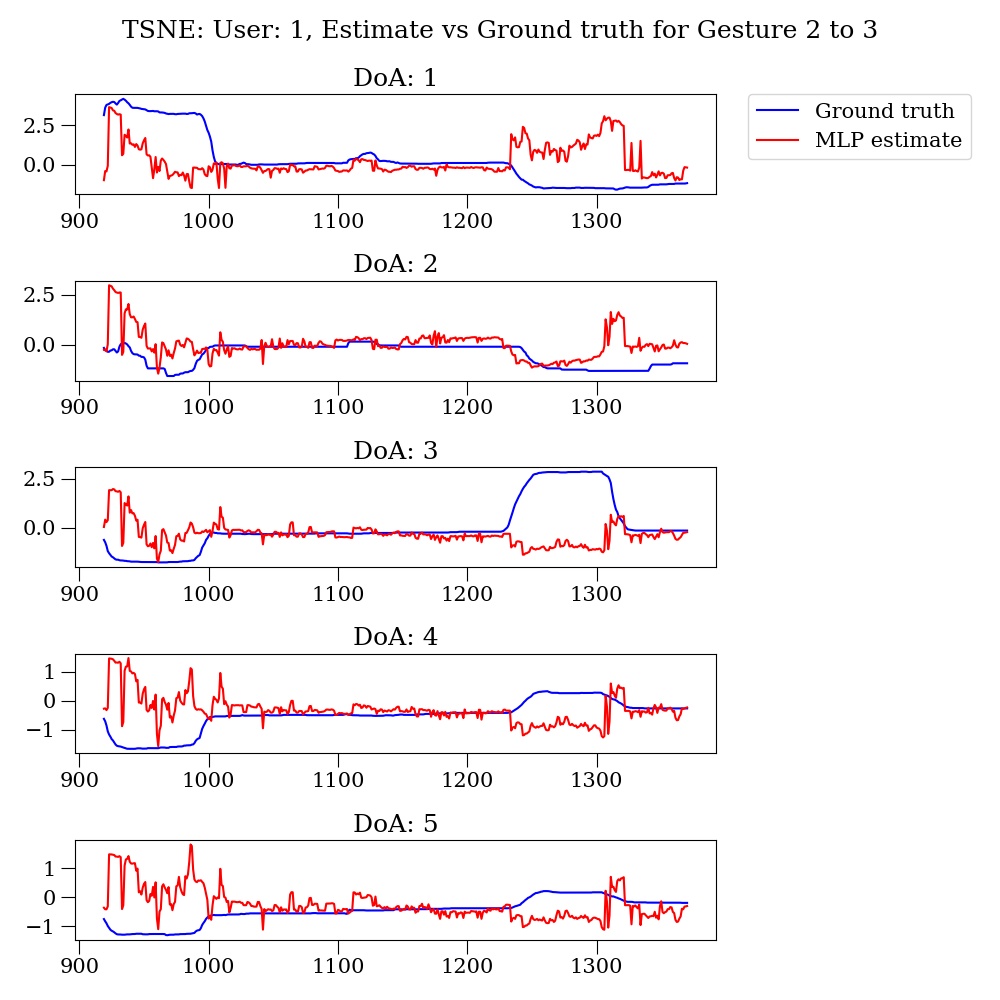 TSNE: User: 1, Estimate vs Ground truth for Gesture 2 to 3
DoA: 1
Ground truth
MLP estimate
2.5
0.0
900 1000 1100 1200 1300
DoA: 2
2.5
0.0
900 1000 1100 1200 1300
DoA: 3
2.5
0.0
900 1000 1100 1200 1300
DoA: 4
1
0
−1
900 1000 1100 1200 1300
DoA: 5
1
0
−1
900 1000 1100 1200 1300